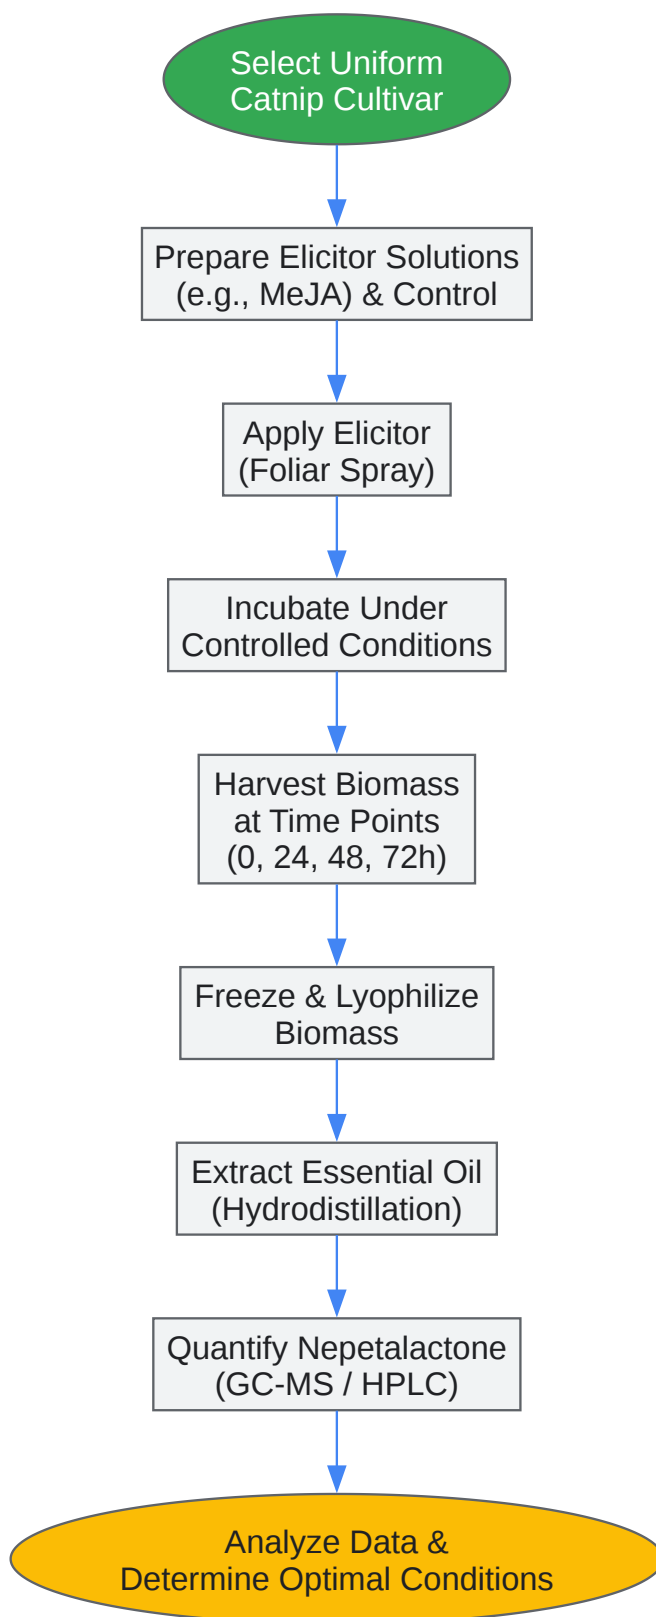 Select Uniform
Catnip Cultivar
Prepare Elicitor Solutions
(e.g., MeJA) & Control
Apply Elicitor
(Foliar Spray)
Incubate Under
Controlled Conditions
Harvest Biomass
at Time Points
(0, 24, 48, 72h)
Freeze & Lyophilize
Biomass
Extract Essential Oil
(Hydrodistillation)
Quantify Nepetalactone
(GC-MS / HPLC)
Analyze Data &
Determine Optimal Conditions